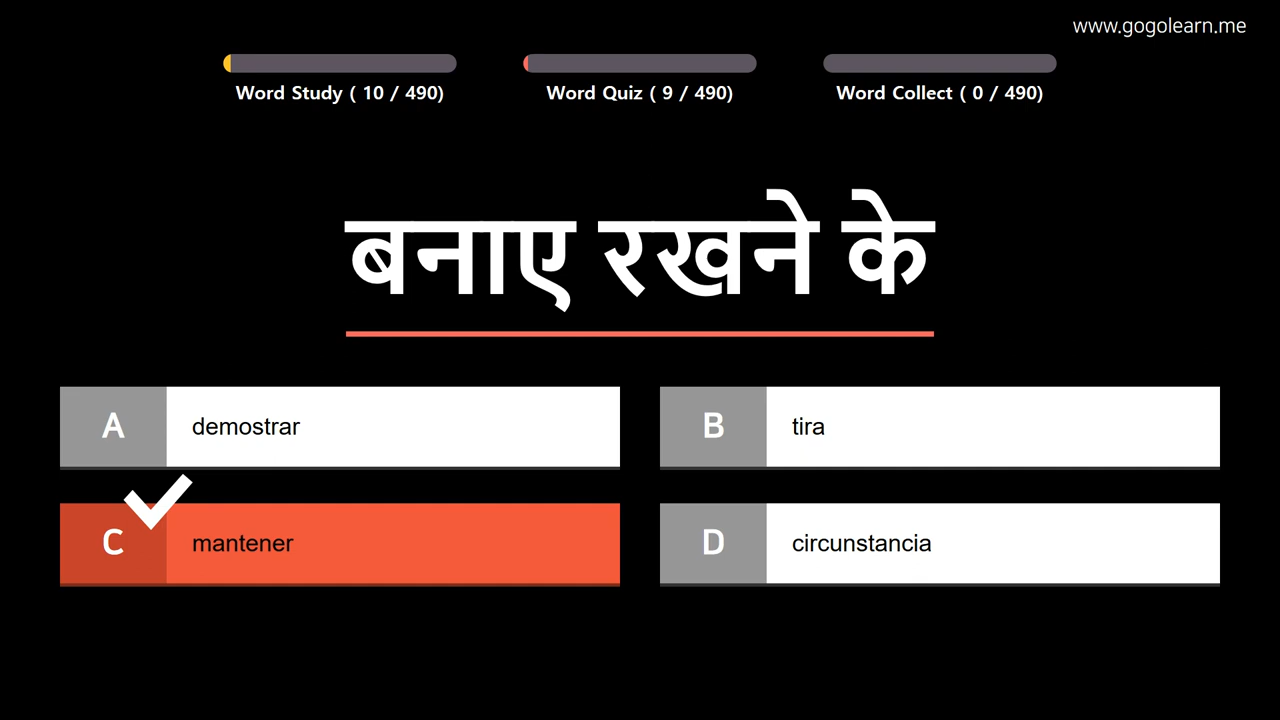 www.gogolearn.me
Word Study ( 10 / 490)
Word Quiz ( 9 / 490)
Word Collect ( 0 / 490)
बनाए रखने के
A demostrar
B tira
C mantener
D circunstancia